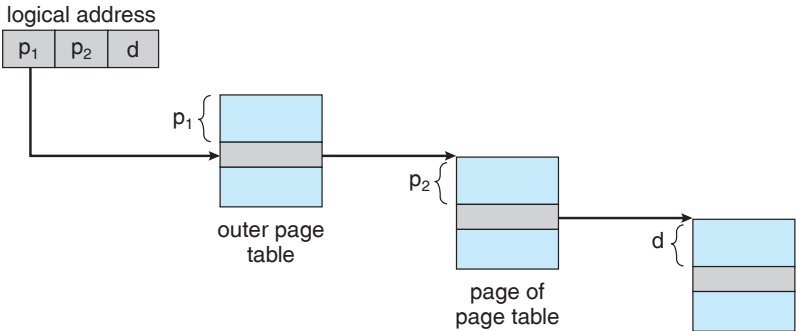 logical address
p₁ p₂ d
p₁
outer page
table
p₂
page of
page table
d